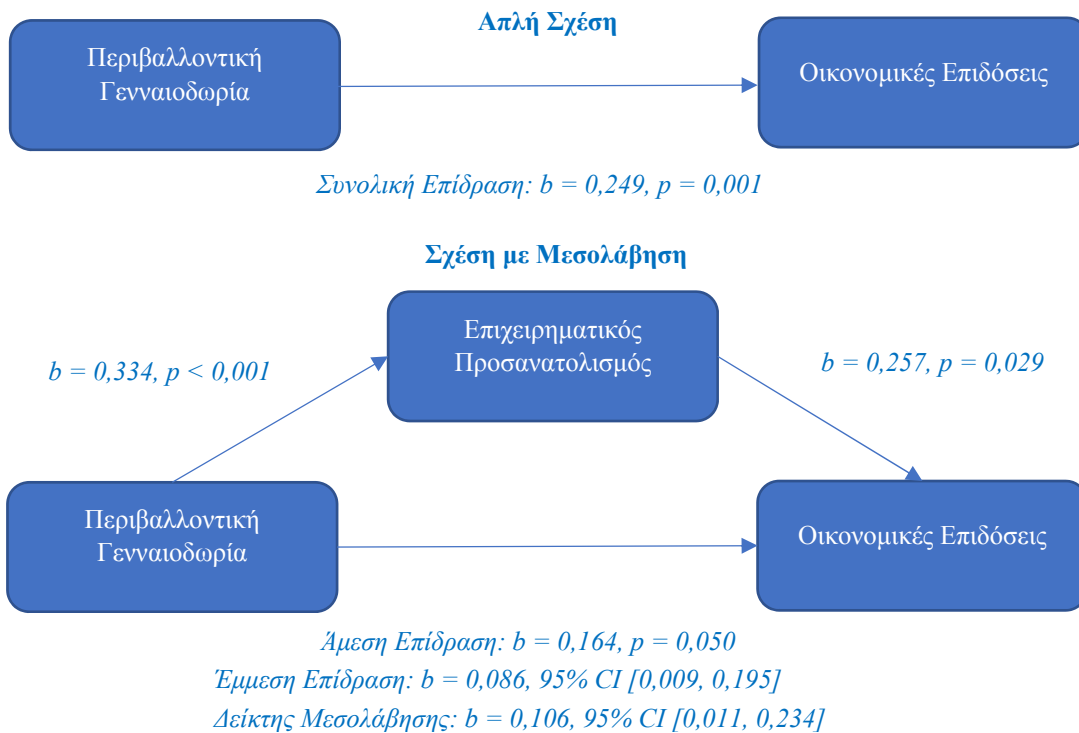 Απλή Σχέση
Περιβαλλοντική
Γενναιοδωρία
Οικονομικές Επιδόσεις
Συνολική Επίδραση: b = 0,249, p = 0,001
Σχέση με Μεσολάβηση
Επιχειρηματικός
Προσανατολισμός
b = 0,334, p < 0,001
b = 0,257, p = 0,029
Περιβαλλοντική
Γενναιοδωρία
Οικονομικές Επιδόσεις
Άμεση Επίδραση: b = 0,164, p = 0,050
Έμμεση Επίδραση: b = 0,086, 95% CI [0,009, 0,195]
Δείκτης Μεσολάβησης: b = 0,106, 95% CI [0,011, 0,234]